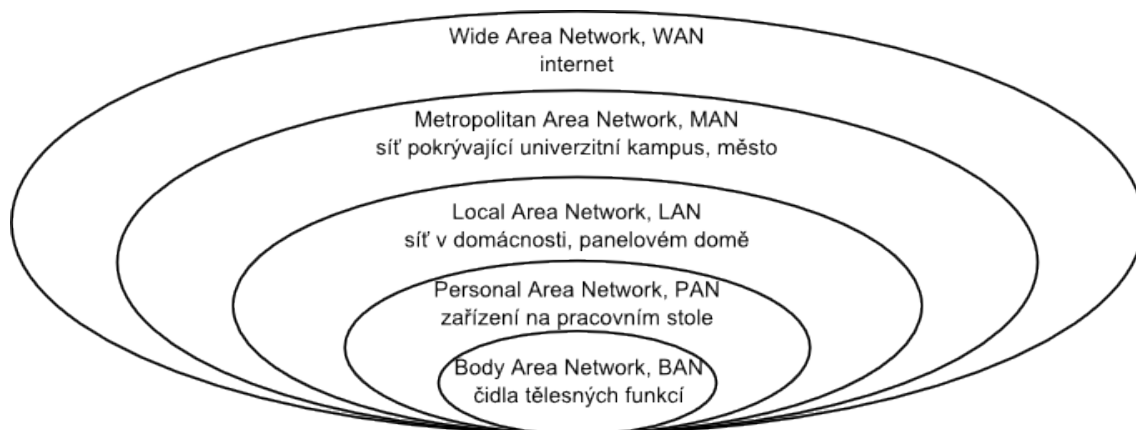 Wide Area Network, WAN
internet
Metropolitan Area Network, MAN
síť pokrývající univerzitní kampus, město
Local Area Network, LAN
síť v domácnosti, panelovém domě
Personal Area Network, PAN
zařízení na pracovním stole
Body Area Network, BAN
čidla tělesných funkcí